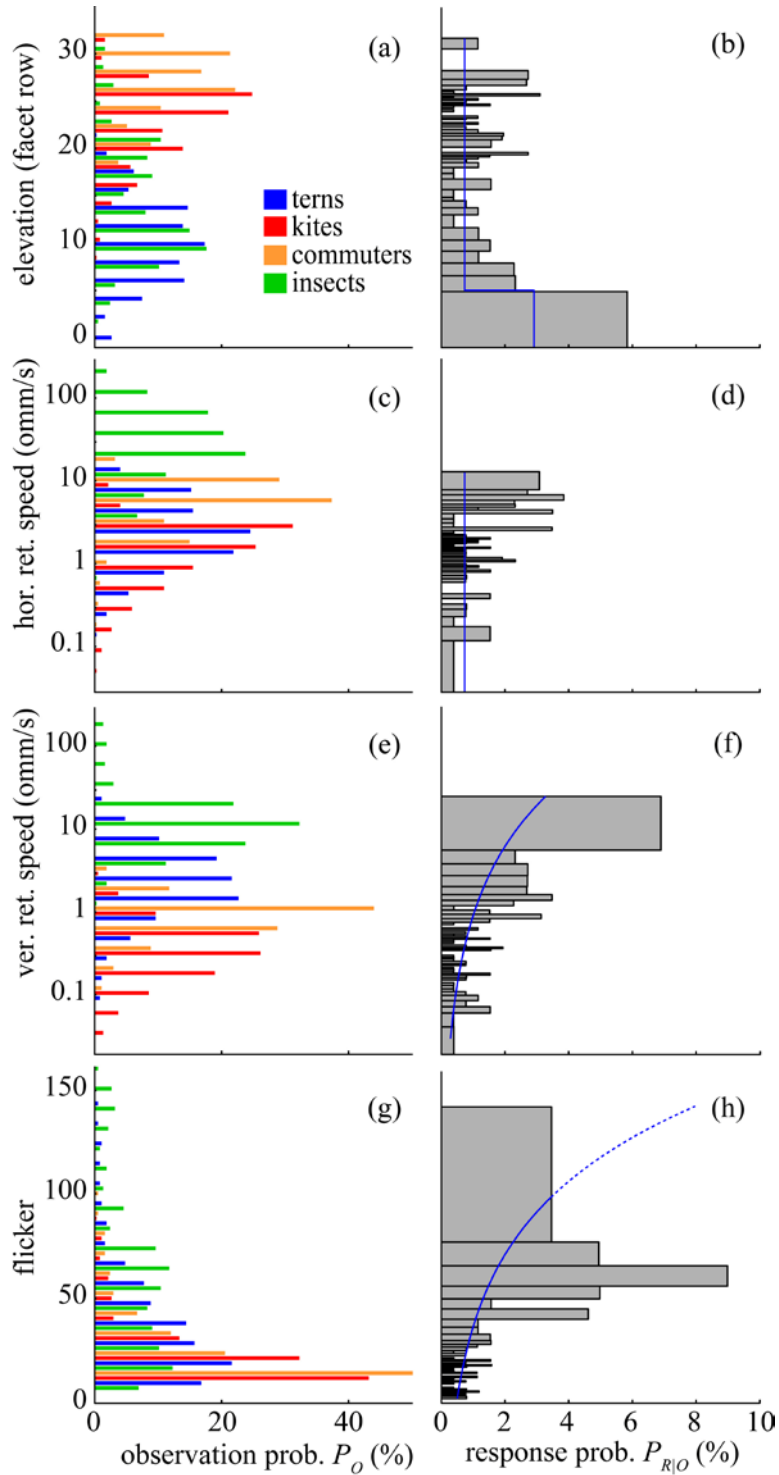 (a)
(b)
elevation (facet row)
30
20
10
0
terns
kites
commuters
insects
(c)
(d)
hor. ret. speed (omm/s)
100
10
1
0.1
(e)
(f)
ver. ret. speed (omm/s)
100
10
1
0.1
(g)
(h)
flicker
150
100
50
0
0 20 40
0 2 4 6 8 10
observation prob. P_O (%)
response prob. P_{R|O} (%)